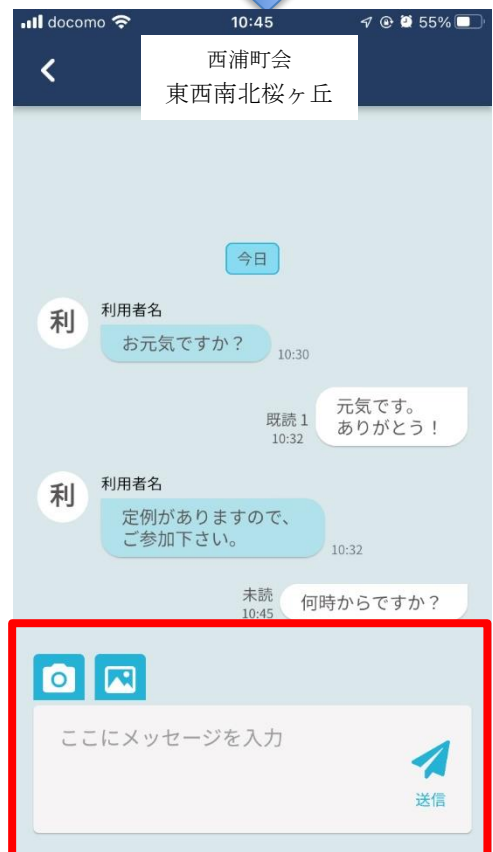 docomo 10:45 55%
西浦町会
東西南北桜ヶ丘
今日
利
利用者名
お元気ですか？
10:30
元気です。
ありがとう！
既読 1
10:32
利
利用者名
定例がありますので、
ご参加下さい。
10:32
何時からですか？
未読
10:45
ここにメッセージを入力
送信